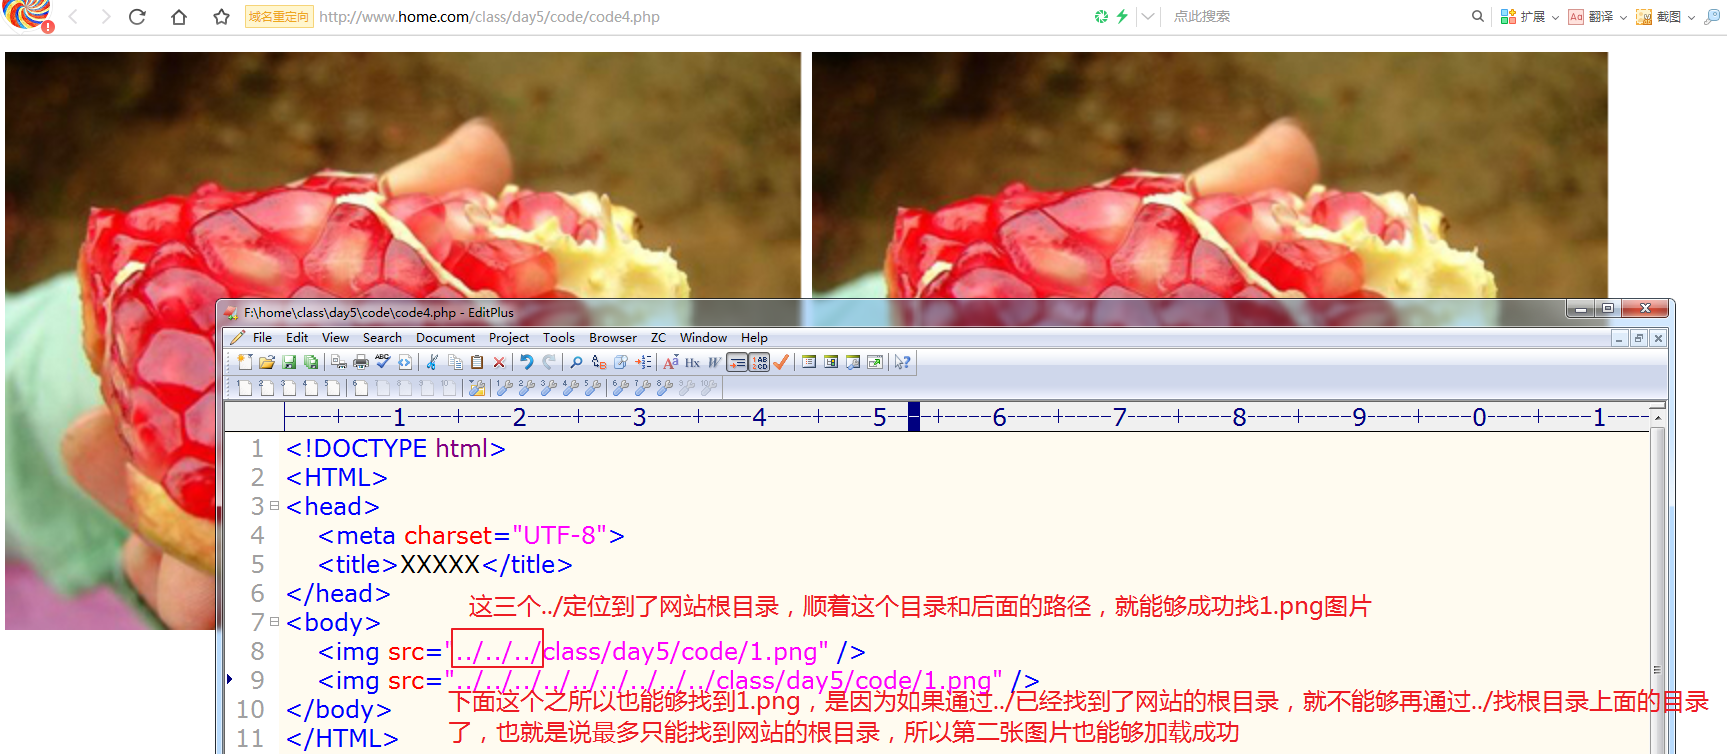 域名重定向 http://www.home.com/class/day5/code/code4.php 点此搜索 扩展 翻译 截图
F:\home\class\day5\code\code4.php - EditPlus
File Edit View Search Document Project Tools Browser ZC Window Help
----+----1----+----2----+----3----+----4----+----5----+----6----+----7----+----8----+----9----+----0----+----1----
1 <!DOCTYPE html>
2 <HTML>
3 <head>
4 <meta charset="UTF-8">
5 <title>XXXXX</title>
6 </head>
这三个../定位到了网站根目录，顺着这个目录和后面的路径，就能够成功找1.png图片
7 <body>
8 <img src="../../../class/day5/code/1.png" />
9 <img src="../../../../../../../../../class/day5/code/1.png" />
下面这个之所以也能够找到1.png，是因为如果通过../已经找到了网站的根目录，就不能够再通过../找根目录上面的目录
10 </body>
了，也就是说最多只能找到网站的根目录，所以第二张图片也能够加载成功
11 </HTML>